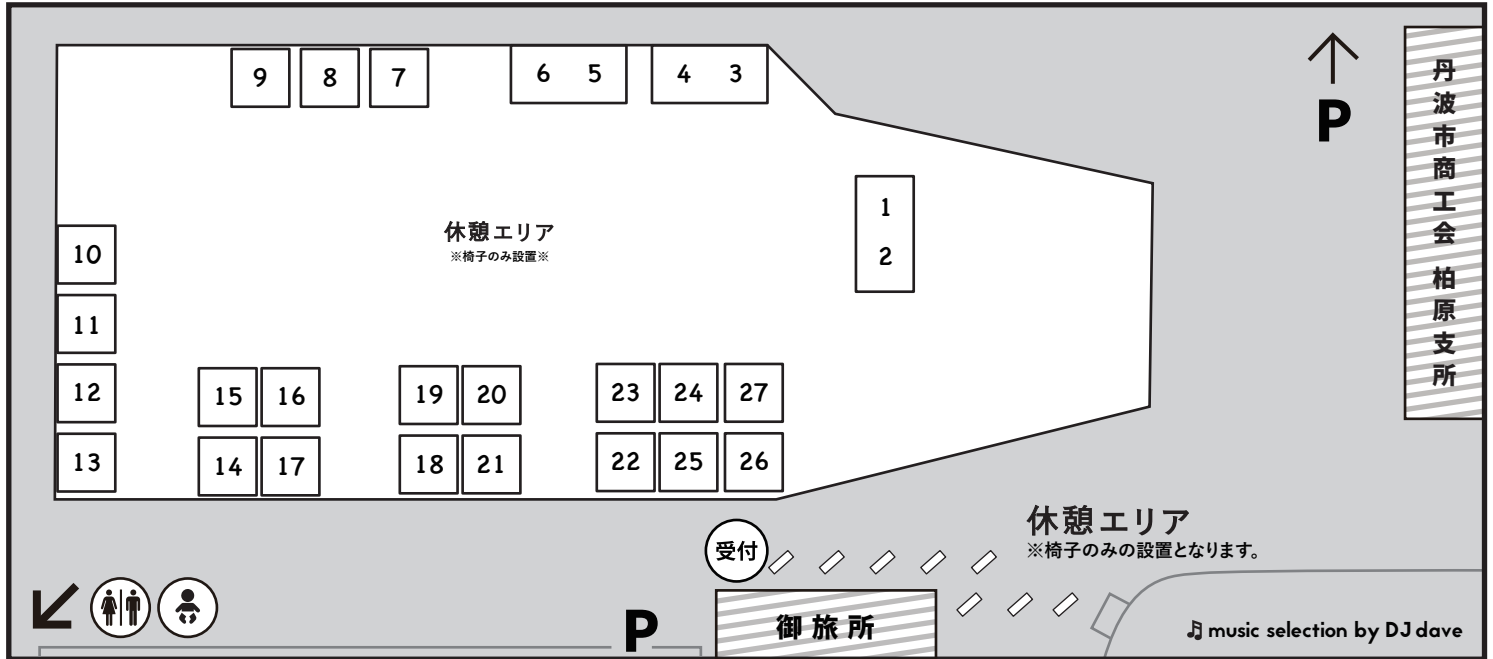 9 8 7 6 5 4 3
P
丹波市商工会 柏原支所
1
2
休憩エリア
※椅子のみ設置※
10
11
12
13
15 16 19 20 23 24 27
14 17 18 21 22 25 26
休憩エリア
※椅子のみの設置となります。
受付
P
御旅所
music selection by DJ dave